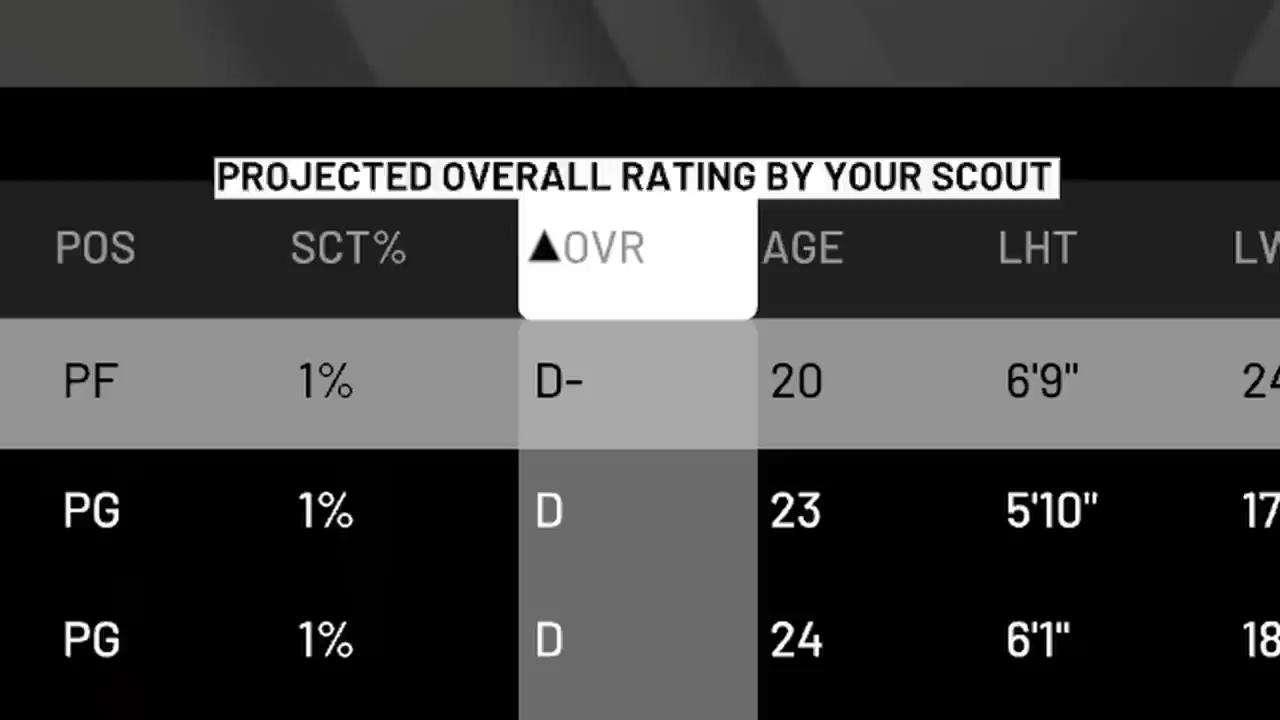 PROJECTED OVERALL RATING BY YOUR SCOUT
POS SCT% ▲OVR AGE LHT
PF 1% D- 20 6'9"
PG 1% D 23 5'10"
PG 1% D 24 6'1"